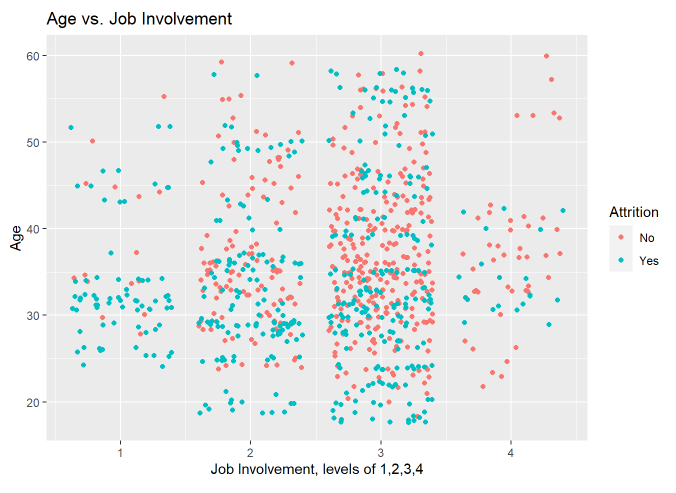 Age vs. Job Involvement
60
50
40
30
20
Age
1 2 3 4
Job Involvement, levels of 1,2,3,4
Attrition
No
Yes